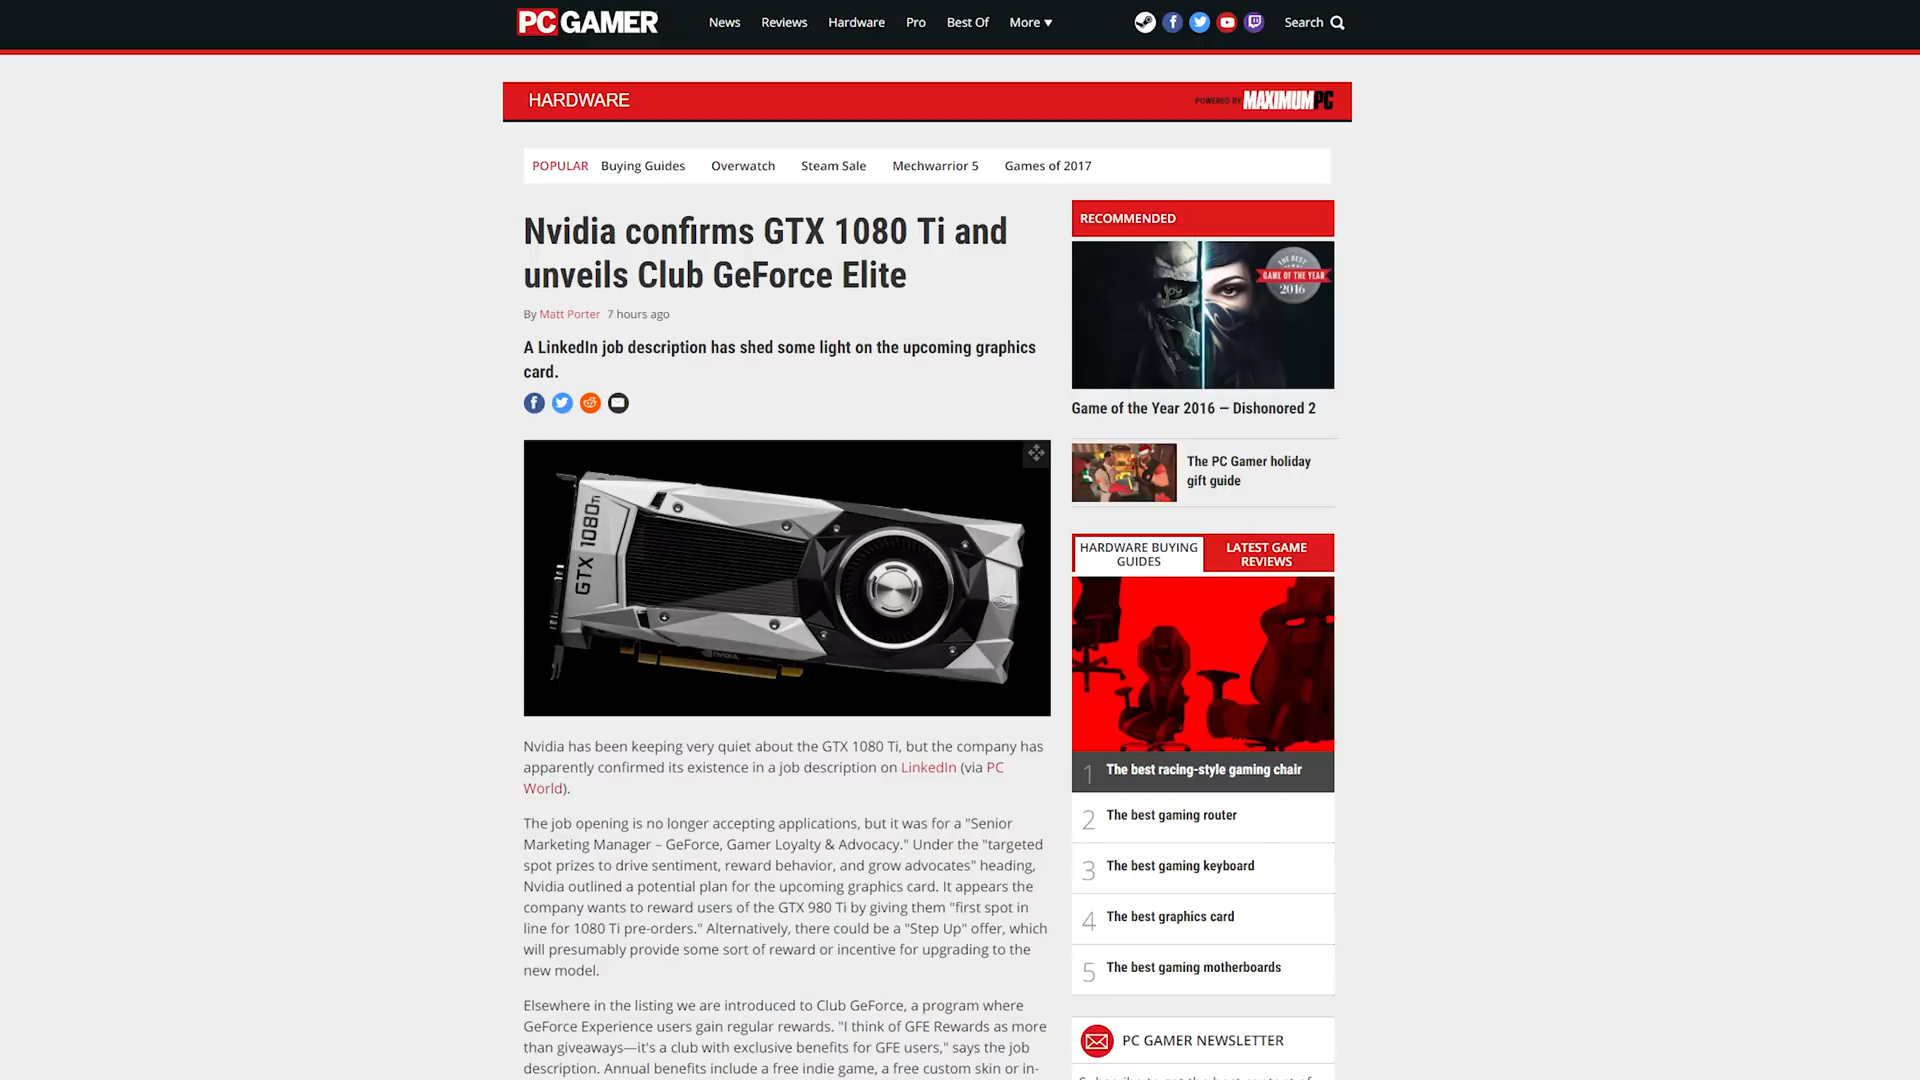 PC GAMER
News Reviews Hardware Pro Best Of More ▼ Search
HARDWARE
POWERED BY MAXIMUMPC
POPULAR Buying Guides Overwatch Steam Sale Mechwarrior 5 Games of 2017
Nvidia confirms GTX 1080 Ti and
unveils Club GeForce Elite
By Matt Porter 7 hours ago
A LinkedIn job description has shed some light on the upcoming graphics
card.
GTX 1080Ti
NVIDIA.
Nvidia has been keeping very quiet about the GTX 1080 Ti, but the company has
apparently confirmed its existence in a job description on LinkedIn (via PC
World).
The job opening is no longer accepting applications, but it was for a "Senior
Marketing Manager – GeForce, Gamer Loyalty & Advocacy." Under the "targeted
spot prizes to drive sentiment, reward behavior, and grow advocates" heading,
Nvidia outlined a potential plan for the upcoming graphics card. It appears the
company wants to reward users of the GTX 980 Ti by giving them "first spot in
line for 1080 Ti pre-orders." Alternatively, there could be a "Step Up" offer, which
will presumably provide some sort of reward or incentive for upgrading to the
new model.
Elsewhere in the listing we are introduced to Club GeForce, a program where
GeForce Experience users gain regular rewards. "I think of GFE Rewards as more
than giveaways—it's a club with exclusive benefits for GFE users," says the job
description. Annual benefits include a free indie game, a free custom skin or in-
RECOMMENDED
THE BEST
GAME OF THE YEAR
2016
Game of the Year 2016 — Dishonored 2
The PC Gamer holiday
gift guide
HARDWARE BUYING
GUIDES
LATEST GAME
REVIEWS
1 The best racing-style gaming chair
2 The best gaming router
3 The best gaming keyboard
4 The best graphics card
5 The best gaming motherboards
PC GAMER NEWSLETTER
Subscribe to get the best content of